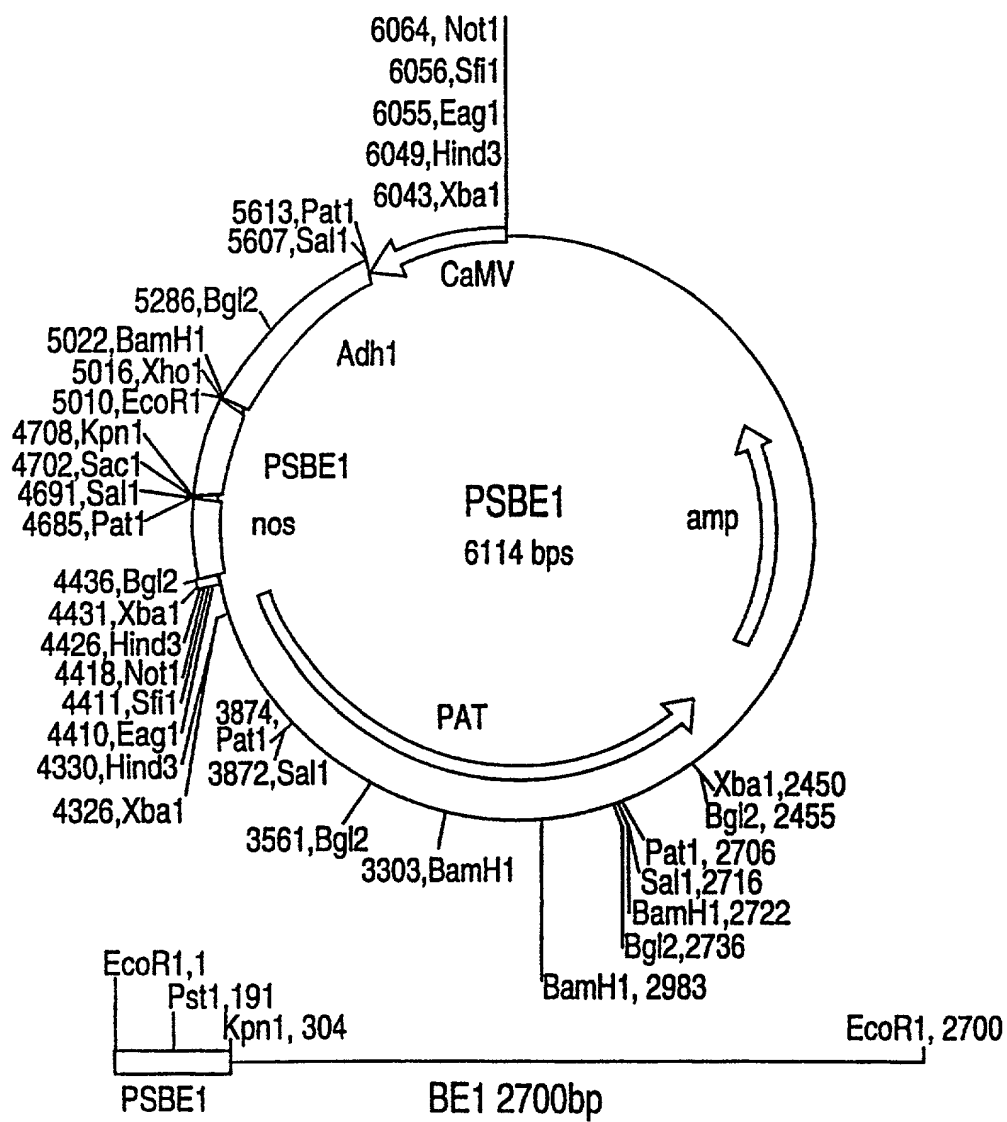 6064, Not1
6056,Sfi1
6055,Eag1
6049,Hind3
6043,Xba1
5613,Pat1
5607,Sal1
CaMV
5286,Bgl2
5022,BamH1
5016,Xho1
5010,EcoR1
Adh1
4708,Kpn1
4702,Sac1
4691,Sal1
4685,Pat1
PSBE1
nos
PSBE1
6114 bps
amp
4436,Bgl2
4431,Xba1
4426,Hind3
4418,Not1
4411,Sfi1
4410,Eag1
4330,Hind3
4326,Xba1
3874,
Pat1
3872,Sal1
PAT
3561,Bgl2
3303,BamH1
Xba1,2450
Bgl2, 2455
Pat1, 2706
Sal1,2716
BamH1,2722
Bgl2,2736
BamH1, 2983
EcoR1,1
Pst1,191
Kpn1, 304
EcoR1, 2700
PSBE1
BE1 2700bp